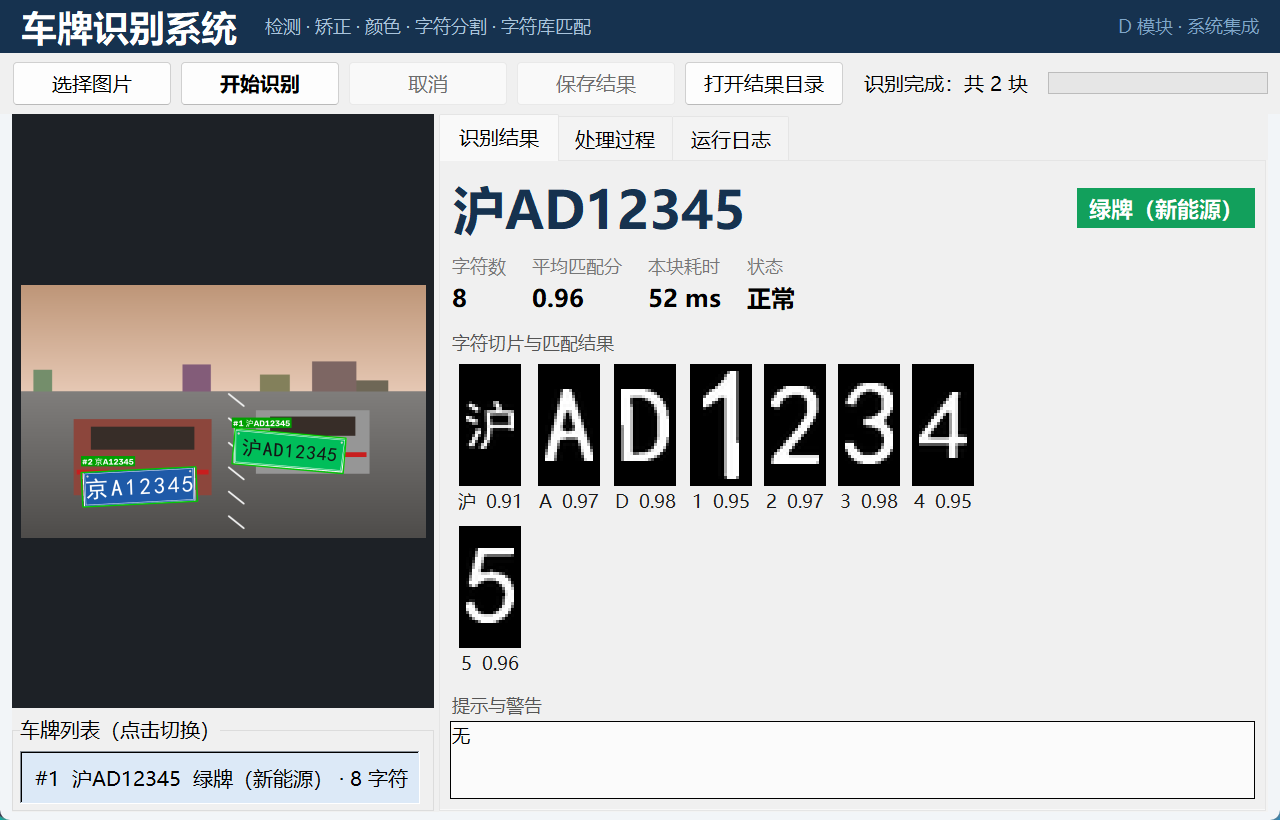 车牌识别系统 检测 · 矫正 · 颜色 · 字符分割 · 字符库匹配 D 模块 · 系统集成
选择图片 开始识别 取消 保存结果 打开结果目录 识别完成：共 2 块
识别结果 处理过程 运行日志
沪AD12345 绿牌（新能源）
字符数 平均匹配分 本块耗时 状态
8 0.96 52 ms 正常
字符切片与匹配结果
沪 A D 1 2 3 4
沪 0.91 A 0.97 D 0.98 1 0.95 2 0.97 3 0.98 4 0.95
5
5 0.96
提示与警告
无
#1 沪AD12345
沪AD12345
#2 京A12345
京A12345
车牌列表（点击切换）
#1 沪AD12345 绿牌（新能源） · 8 字符